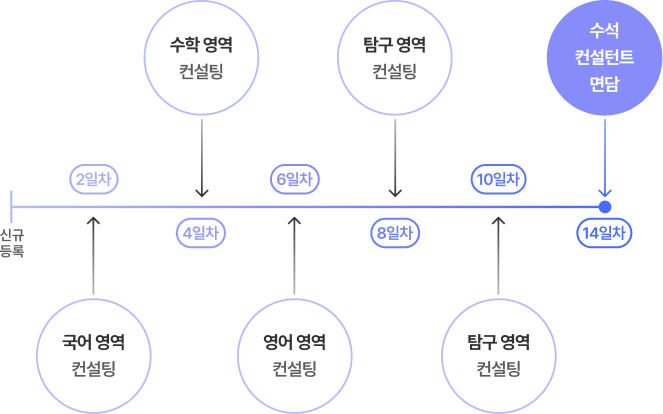 수학 영역
컨설팅
탐구 영역
컨설팅
수석
컨설턴트
면담
2일차
6일차
10일차
신규
등록
4일차
8일차
14일차
국어 영역
컨설팅
영어 영역
컨설팅
탐구 영역
컨설팅